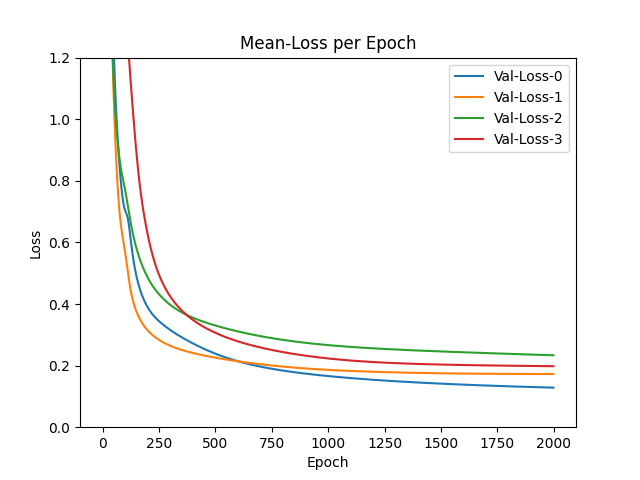 Mean-Loss per Epoch
Loss
1.2
1.0
0.8
0.6
0.4
0.2
0.0
Val-Loss-0
Val-Loss-1
Val-Loss-2
Val-Loss-3
0 250 500 750 1000 1250 1500 1750 2000
Epoch